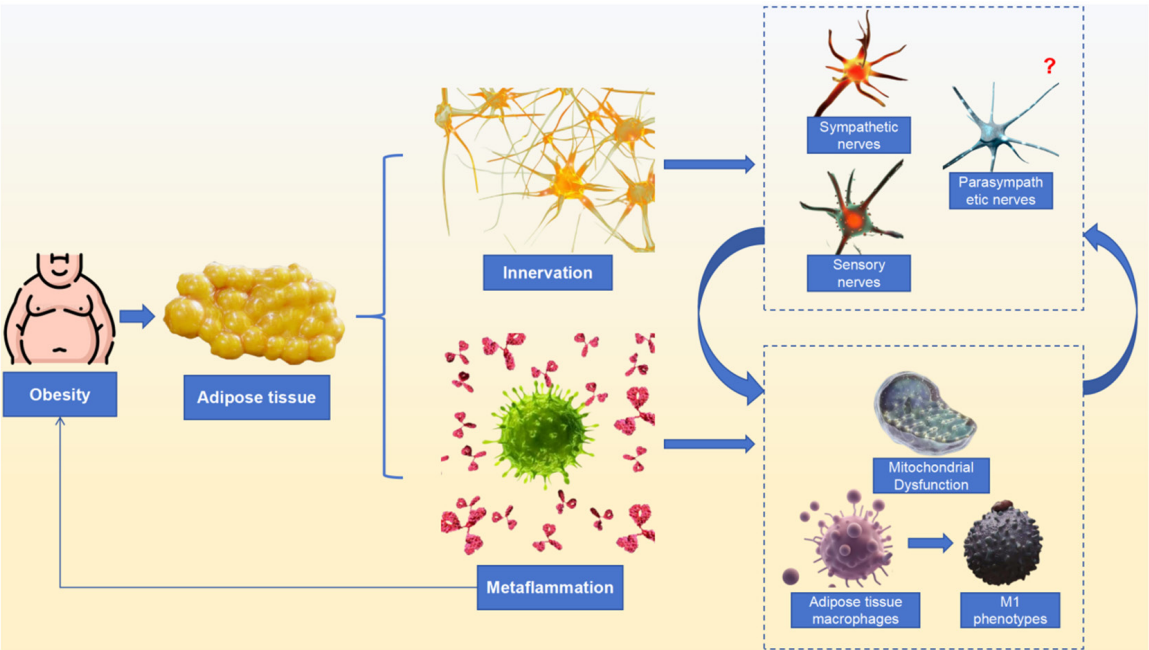 Obesity
Adipose tissue
Innervation
Metaflammation
Sympathetic
nerves
?
Parasympath
etic nerves
Sensory
nerves
Mitochondrial
Dysfunction
Adipose tissue
macrophages
M1
phenotypes